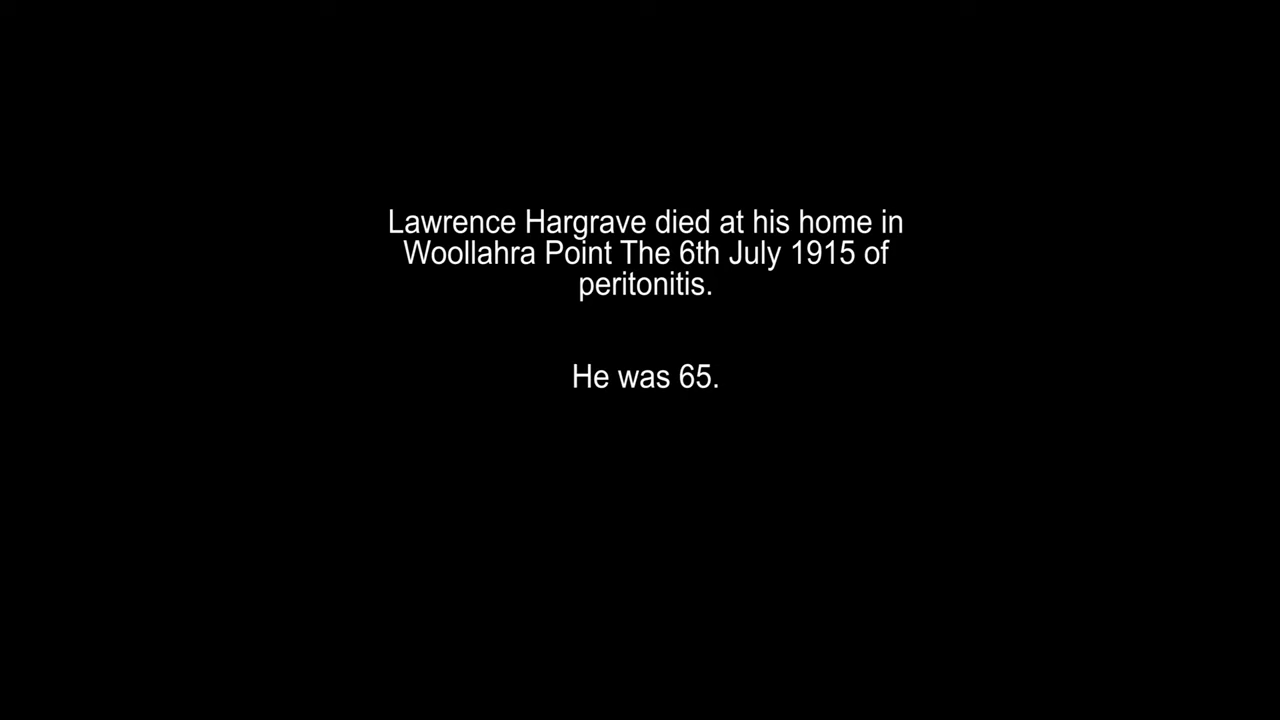 Lawrence Hargrave died at his home in
Woollahra Point The 6th July 1915 of
peritonitis.
He was 65.